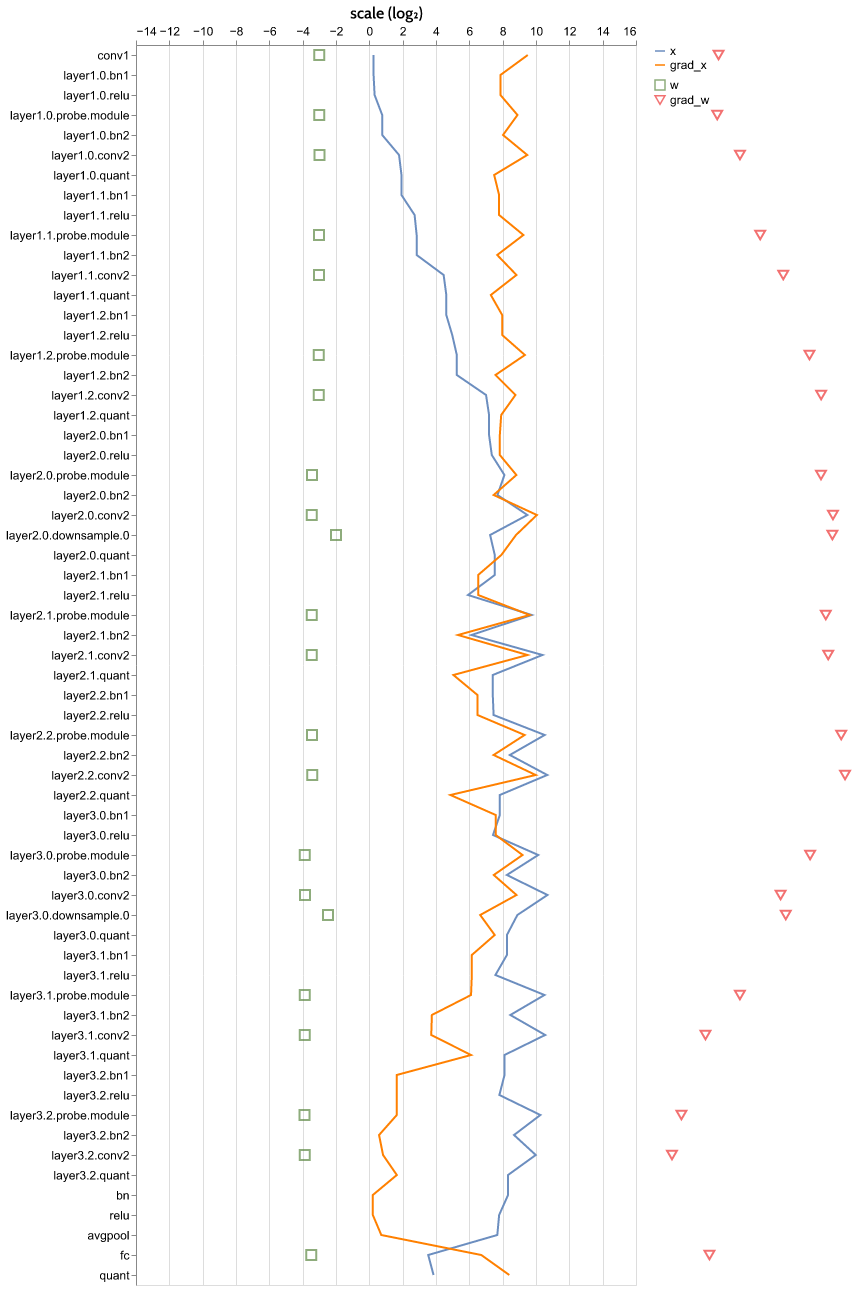 scale (log₂)
−14 −12 −10 −8 −6 −4 −2 0 2 4 6 8 10 12 14 16
x
grad_x
w
grad_w
conv1
layer1.0.bn1
layer1.0.relu
layer1.0.probe.module
layer1.0.bn2
layer1.0.conv2
layer1.0.quant
layer1.1.bn1
layer1.1.relu
layer1.1.probe.module
layer1.1.bn2
layer1.1.conv2
layer1.1.quant
layer1.2.bn1
layer1.2.relu
layer1.2.probe.module
layer1.2.bn2
layer1.2.conv2
layer1.2.quant
layer2.0.bn1
layer2.0.relu
layer2.0.probe.module
layer2.0.bn2
layer2.0.conv2
layer2.0.downsample.0
layer2.0.quant
layer2.1.bn1
layer2.1.relu
layer2.1.probe.module
layer2.1.bn2
layer2.1.conv2
layer2.1.quant
layer2.2.bn1
layer2.2.relu
layer2.2.probe.module
layer2.2.bn2
layer2.2.conv2
layer2.2.quant
layer3.0.bn1
layer3.0.relu
layer3.0.probe.module
layer3.0.bn2
layer3.0.conv2
layer3.0.downsample.0
layer3.0.quant
layer3.1.bn1
layer3.1.relu
layer3.1.probe.module
layer3.1.bn2
layer3.1.conv2
layer3.1.quant
layer3.2.bn1
layer3.2.relu
layer3.2.probe.module
layer3.2.bn2
layer3.2.conv2
layer3.2.quant
bn
relu
avgpool
fc
quant